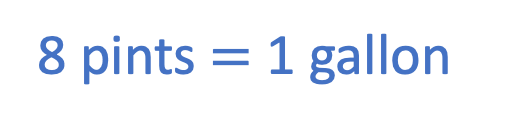 8 pints = 1 gallon